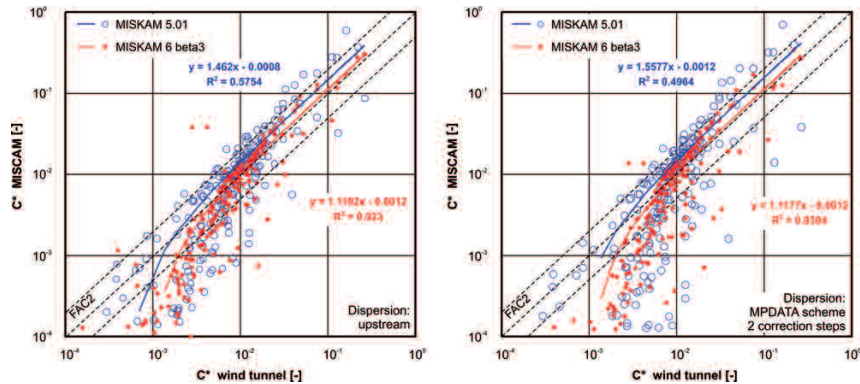 MISKAM 5.01
MISKAM 6 beta3
y = 1.462x - 0.0008
R² = 0.5754
FAC2
Dispersion:
upstream
10⁰
10⁻¹
10⁻²
10⁻³
10⁻⁴
C* MISCAM [-]
10⁻⁴ 10⁻³ 10⁻² 10⁻¹ 10⁰
C* wind tunnel [-]
MISKAM 5.01
MISKAM 6 beta3
y = 1.5577x - 0.0012
R² = 0.4964
FAC2
Dispersion:
MPDATA scheme
2 correction steps
10⁰
10⁻¹
10⁻²
10⁻³
10⁻⁴
C* MISCAM [-]
10⁻⁴ 10⁻³ 10⁻² 10⁻¹ 10⁰
C* wind tunnel [-]